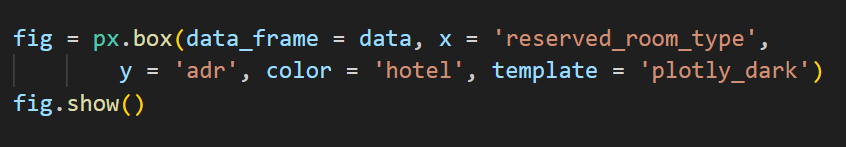 fig = px.box(data_frame = data, x = 'reserved_room_type',
        y = 'adr', color = 'hotel', template = 'plotly_dark')
fig.show()